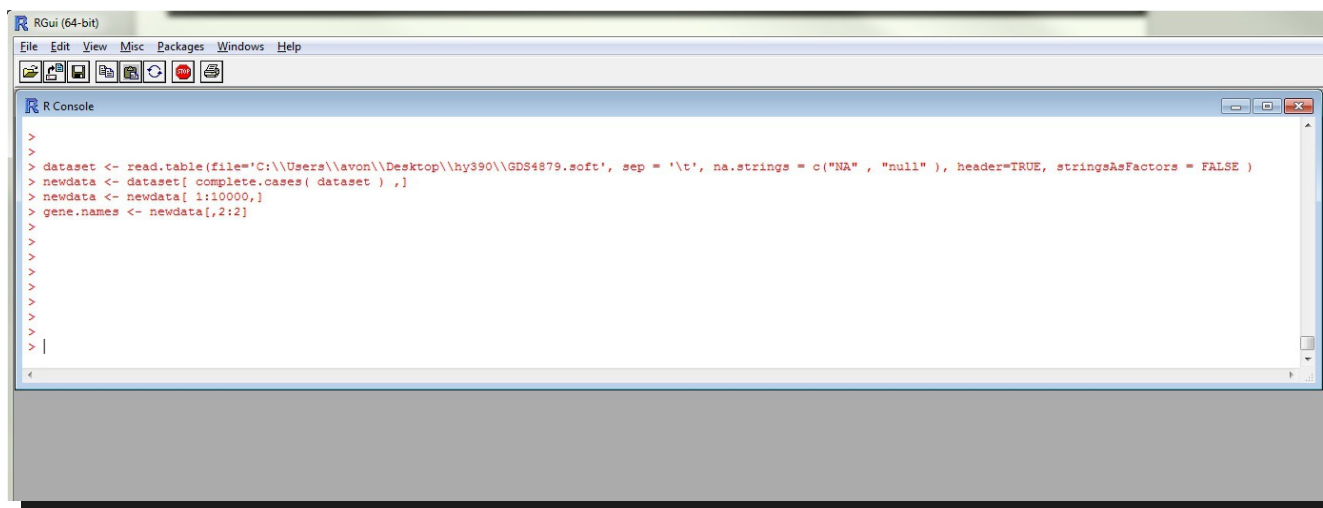 RGui (64-bit)
File Edit View Misc Packages Windows Help
STOP
R Console
>
>
> dataset <- read.table(file='C:\\Users\\avon\\Desktop\\hy390\\GDS4879.soft', sep = '\t', na.strings = c("NA" , "null" ), header=TRUE, stringsAsFactors = FALSE )
> newdata <- dataset[ complete.cases( dataset ) ,]
> newdata <- newdata[ 1:10000,]
> gene.names <- newdata[,2:2]
>
>
>
>
>
>
>
>
>